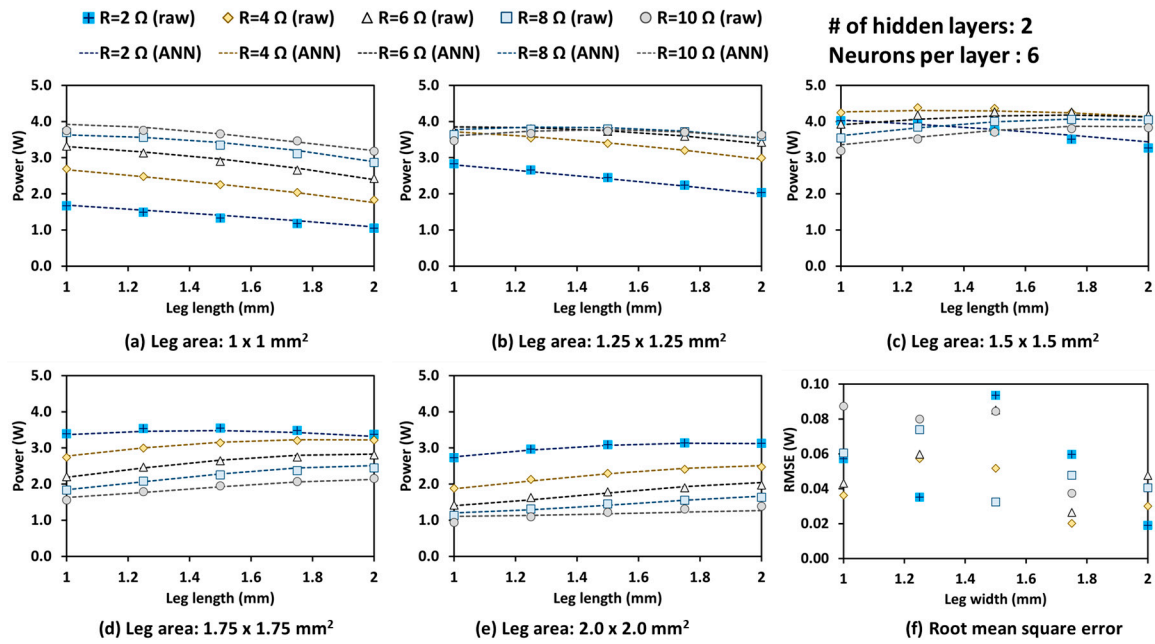 R=2 Ω (raw) R=4 Ω (raw) R=6 Ω (raw) R=8 Ω (raw) R=10 Ω (raw)
R=2 Ω (ANN) R=4 Ω (ANN) R=6 Ω (ANN) R=8 Ω (ANN) R=10 Ω (ANN)
# of hidden layers: 2
Neurons per layer : 6
Power (W)
5.0
4.0
3.0
2.0
1.0
0.0
1 1.2 1.4 1.6 1.8 2
Leg length (mm)
(a) Leg area: 1 x 1 mm²
Power (W)
5.0
4.0
3.0
2.0
1.0
0.0
1 1.2 1.4 1.6 1.8 2
Leg length (mm)
(b) Leg area: 1.25 x 1.25 mm²
Power (W)
5.0
4.0
3.0
2.0
1.0
0.0
1 1.2 1.4 1.6 1.8 2
Leg length (mm)
(c) Leg area: 1.5 x 1.5 mm²
Power (W)
5.0
4.0
3.0
2.0
1.0
0.0
1 1.2 1.4 1.6 1.8 2
Leg length (mm)
(d) Leg area: 1.75 x 1.75 mm²
Power (W)
5.0
4.0
3.0
2.0
1.0
0.0
1 1.2 1.4 1.6 1.8 2
Leg length (mm)
(e) Leg area: 2.0 x 2.0 mm²
RMSE (W)
0.10
0.08
0.06
0.04
0.02
0.00
1 1.2 1.4 1.6 1.8 2
Leg width (mm)
(f) Root mean square error